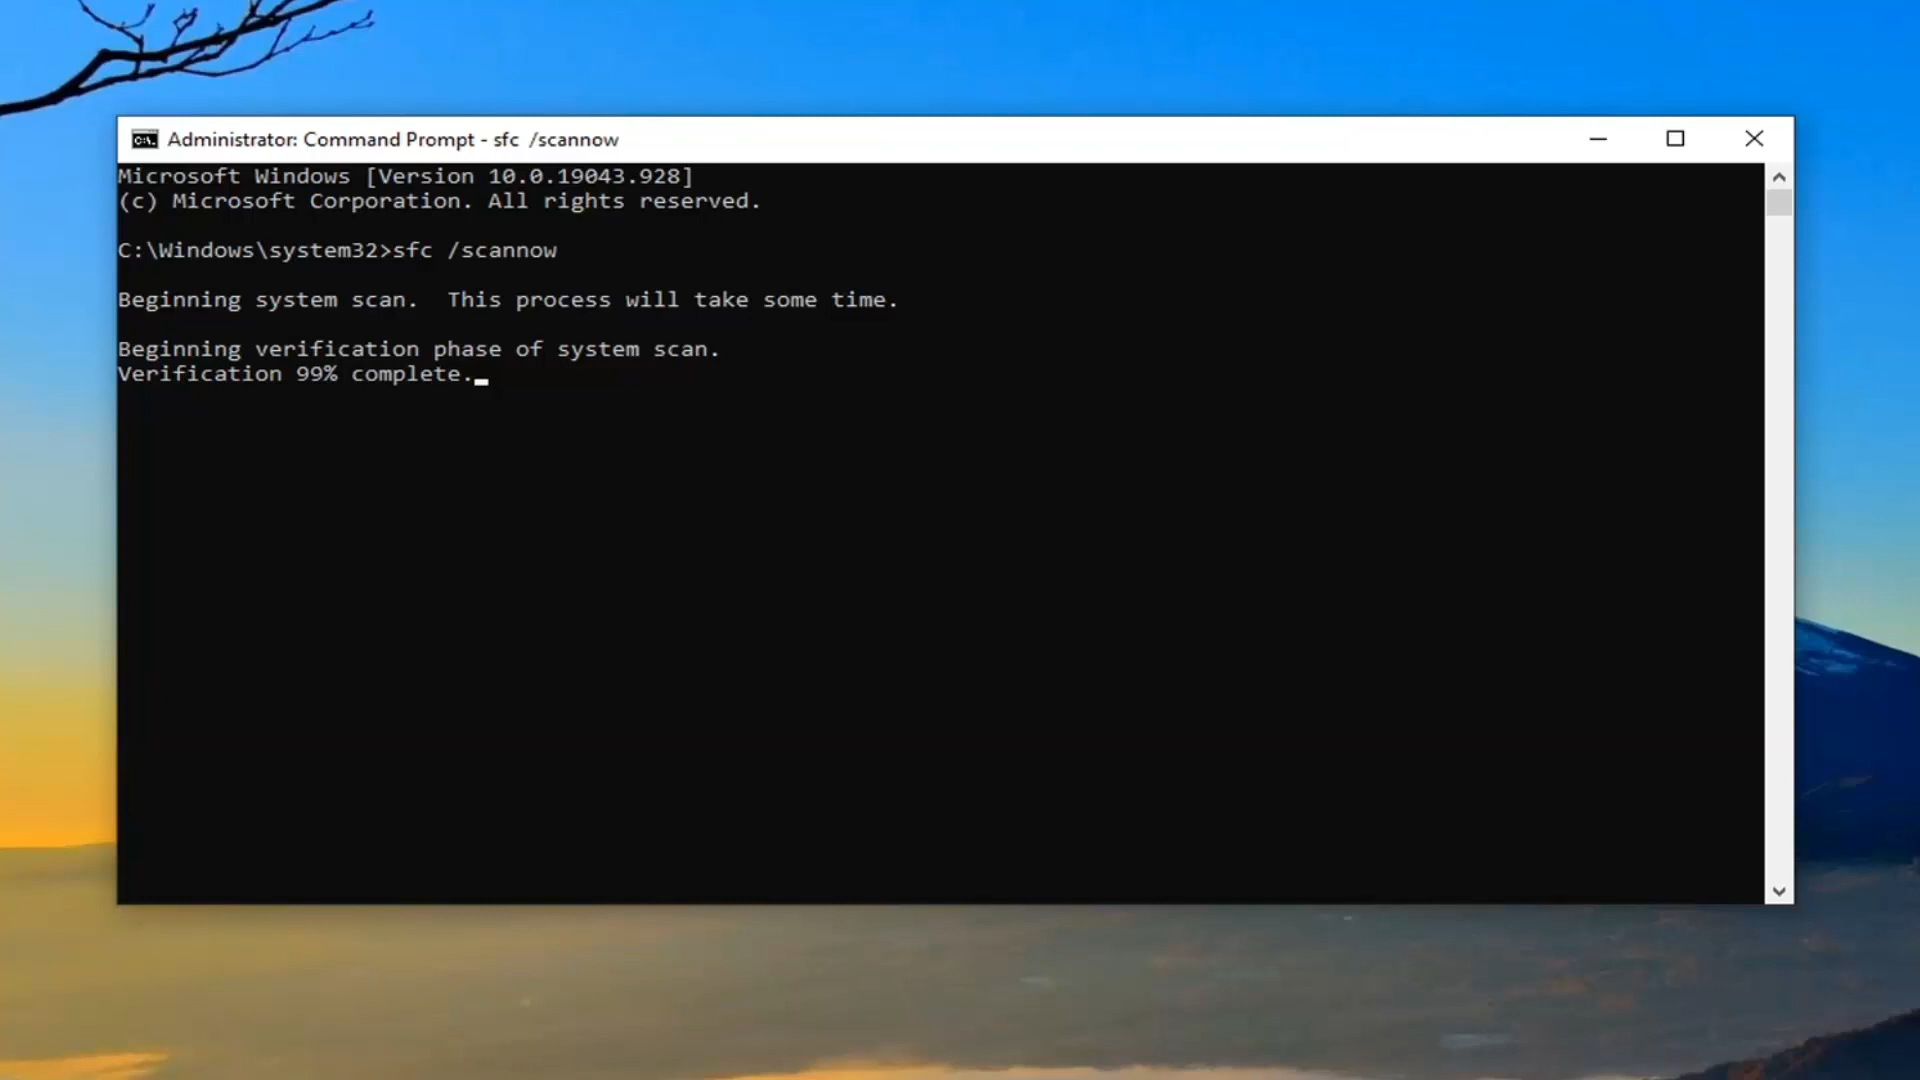 Administrator: Command Prompt - sfc  /scannow
Microsoft Windows [Version 10.0.19043.928]
(c) Microsoft Corporation. All rights reserved.
C:\Windows\system32>sfc /scannow
Beginning system scan.  This process will take some time.
Beginning verification phase of system scan.
Verification 99% complete.